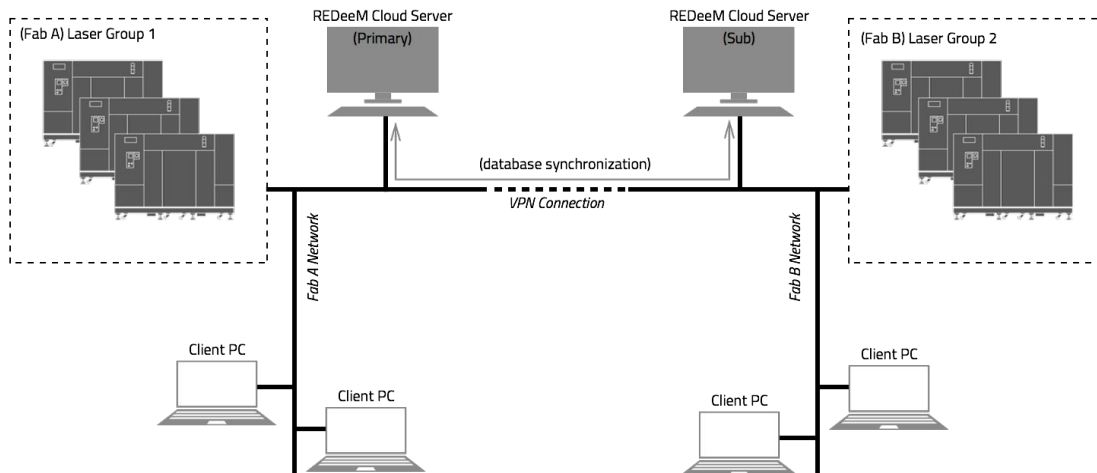 (Fab A) Laser Group 1
REDeeM Cloud Server
(Primary)
REDeeM Cloud Server
(Sub)
(Fab B) Laser Group 2
(database synchronization)
VPN Connection
Fab A Network
Fab B Network
Client PC
Client PC
Client PC
Client PC